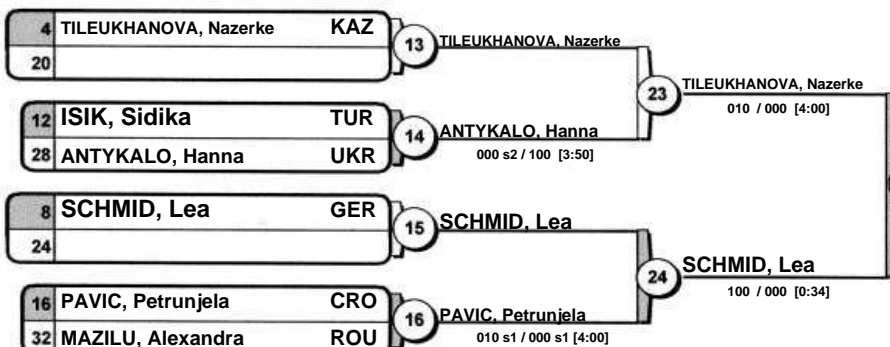 4 TILEUKHANOVA, Nazerke KAZ
20
13 TILEUKHANOVA, Nazerke
12 ISIK, Sidika TUR
28 ANTYKALO, Hanna UKR
14 ANTYKALO, Hanna
000 s2 / 100 [3:50]
23 TILEUKHANOVA, Nazerke
010 / 000 [4:00]
8 SCHMID, Lea GER
24
15 SCHMID, Lea
16 PAVIC, Petrunjela CRO
32 MAZILU, Alexandra ROU
16 PAVIC, Petrunjela
010 s1 / 000 s1 [4:00]
24 SCHMID, Lea
100 / 000 [0:34]